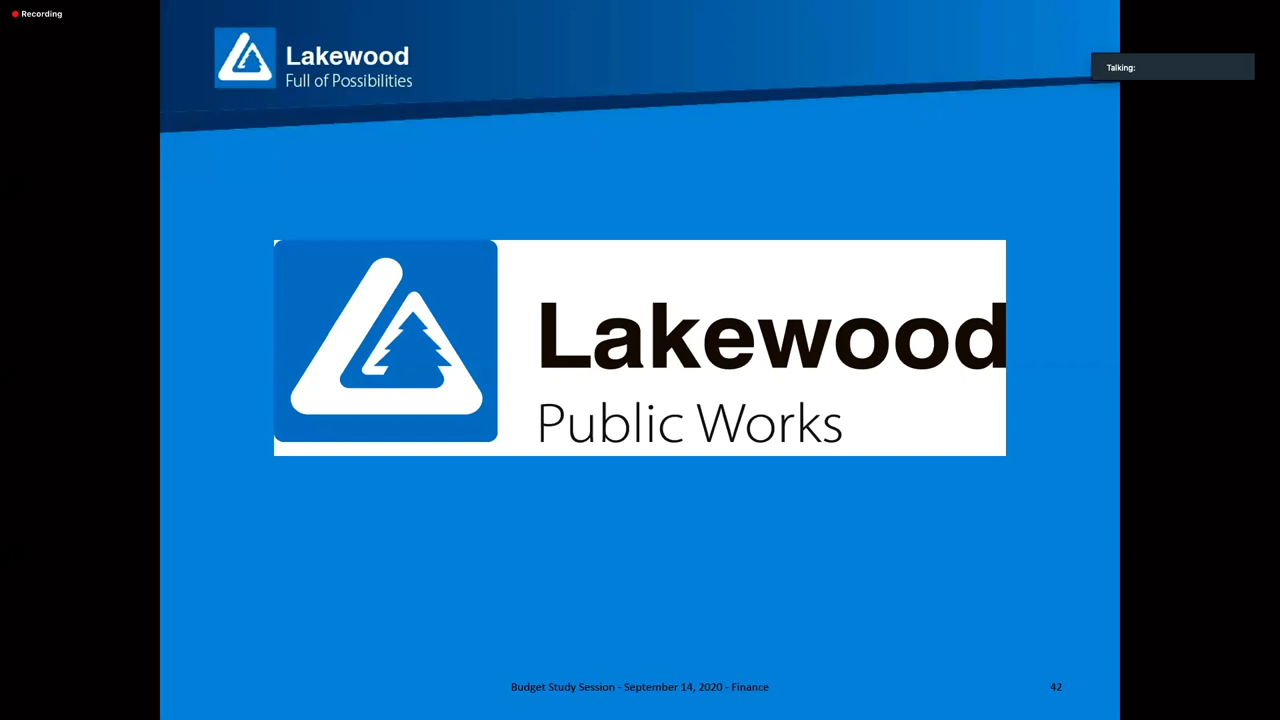 Recording
Lakewood
Full of Possibilities
Talking:
Lakewood
Public Works
Budget Study Session - September 14, 2020 - Finance
42